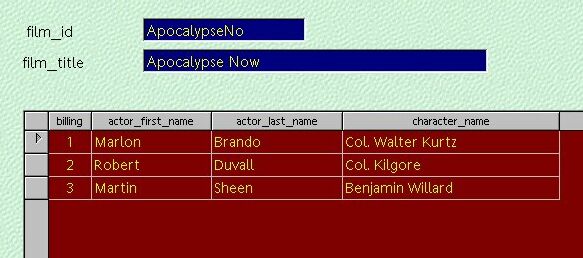 film_id ApocalypseNo
film_title Apocalypse Now
billing actor_first_name actor_last_name character_name
1 Marlon Brando Col. Walter Kurtz
2 Robert Duvall Col. Kilgore
3 Martin Sheen Benjamin Willard